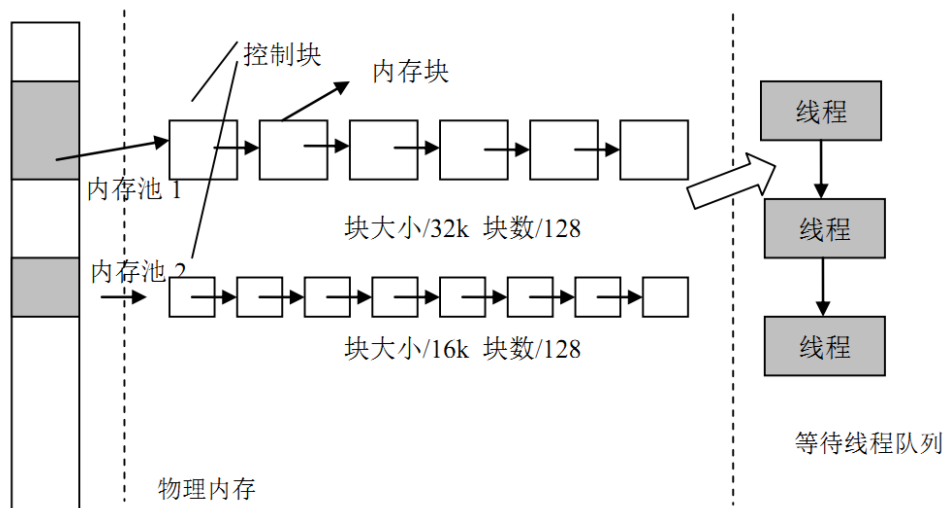 控制块
内存块
线程
内存池 1
块大小/32k 块数/128
线程
内存池 2
块大小/16k 块数/128
线程
等待线程队列
物理内存